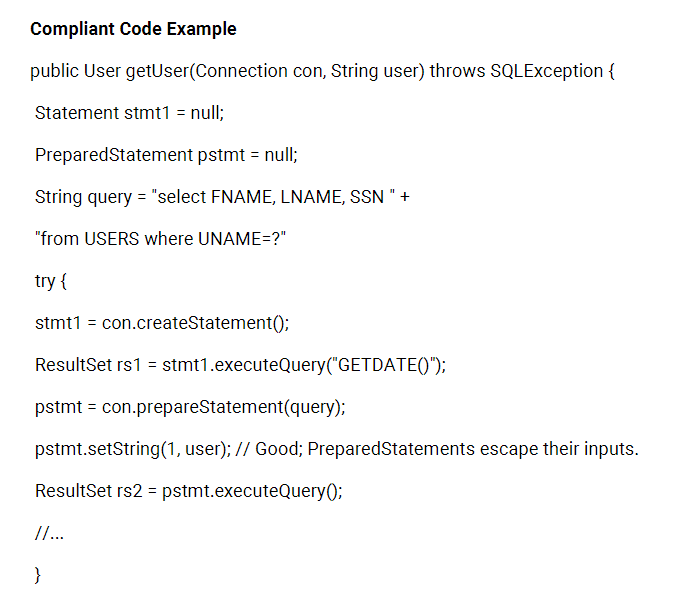 Compliant Code Example
public User getUser(Connection con, String user) throws SQLException {
Statement stmt1 = null;
PreparedStatement pstmt = null;
String query = "select FNAME, LNAME, SSN " +
"from USERS where UNAME=?"
try {
stmt1 = con.createStatement();
ResultSet rs1 = stmt1.executeQuery("GETDATE()");
pstmt = con.prepareStatement(query);
pstmt.setString(1, user); // Good; PreparedStatements escape their inputs.
ResultSet rs2 = pstmt.executeQuery();
//...
}